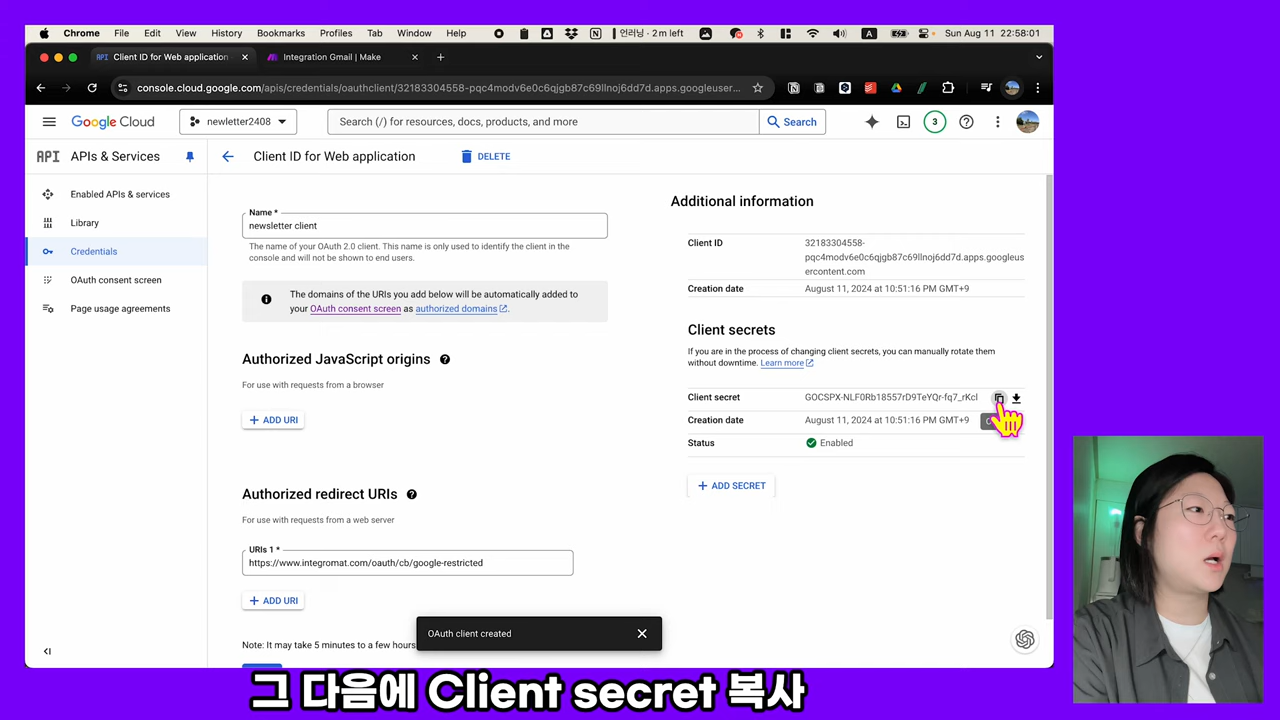 Chrome File Edit View History Bookmarks Profiles Tab Window Help
언러닝 · 2m left
A
Sun Aug 11 22:58:01
API Client ID for Web application
Integration Gmail | Make
console.cloud.google.com/apis/credentials/oauthclient/32183304558-pqc4modv6e0c6qjgb87c69llnoj6dd7d.apps.googleuser...
Google Cloud
newletter2408
Search (/) for resources, docs, products, and more
Search
3
API APIs & Services
Client ID for Web application
DELETE
Enabled APIs & services
Library
Credentials
OAuth consent screen
Page usage agreements
Name *
newsletter client
The name of your OAuth 2.0 client. This name is only used to identify the client in the
console and will not be shown to end users.
The domains of the URIs you add below will be automatically added to
your OAuth consent screen as authorized domains.
Authorized JavaScript origins
For use with requests from a browser
+ ADD URI
Authorized redirect URIs
For use with requests from a web server
URIs 1 *
https://www.integromat.com/oauth/cb/google-restricted
+ ADD URI
Note: It may take 5 minutes to a few hours
OAuth client created
Additional information
Client ID
32183304558-
pqc4modv6e0c6qjgb87c69llnoj6dd7d.apps.googleus
ercontent.com
Creation date August 11, 2024 at 10:51:16 PM GMT+9
Client secrets
If you are in the process of changing client secrets, you can manually rotate them
without downtime. Learn more
Client secret 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
Creation date August 11, 2024 at 10:51:16 PM GMT+9
Status Enabled
+ ADD SECRET
그 다음에 Client secret 복사